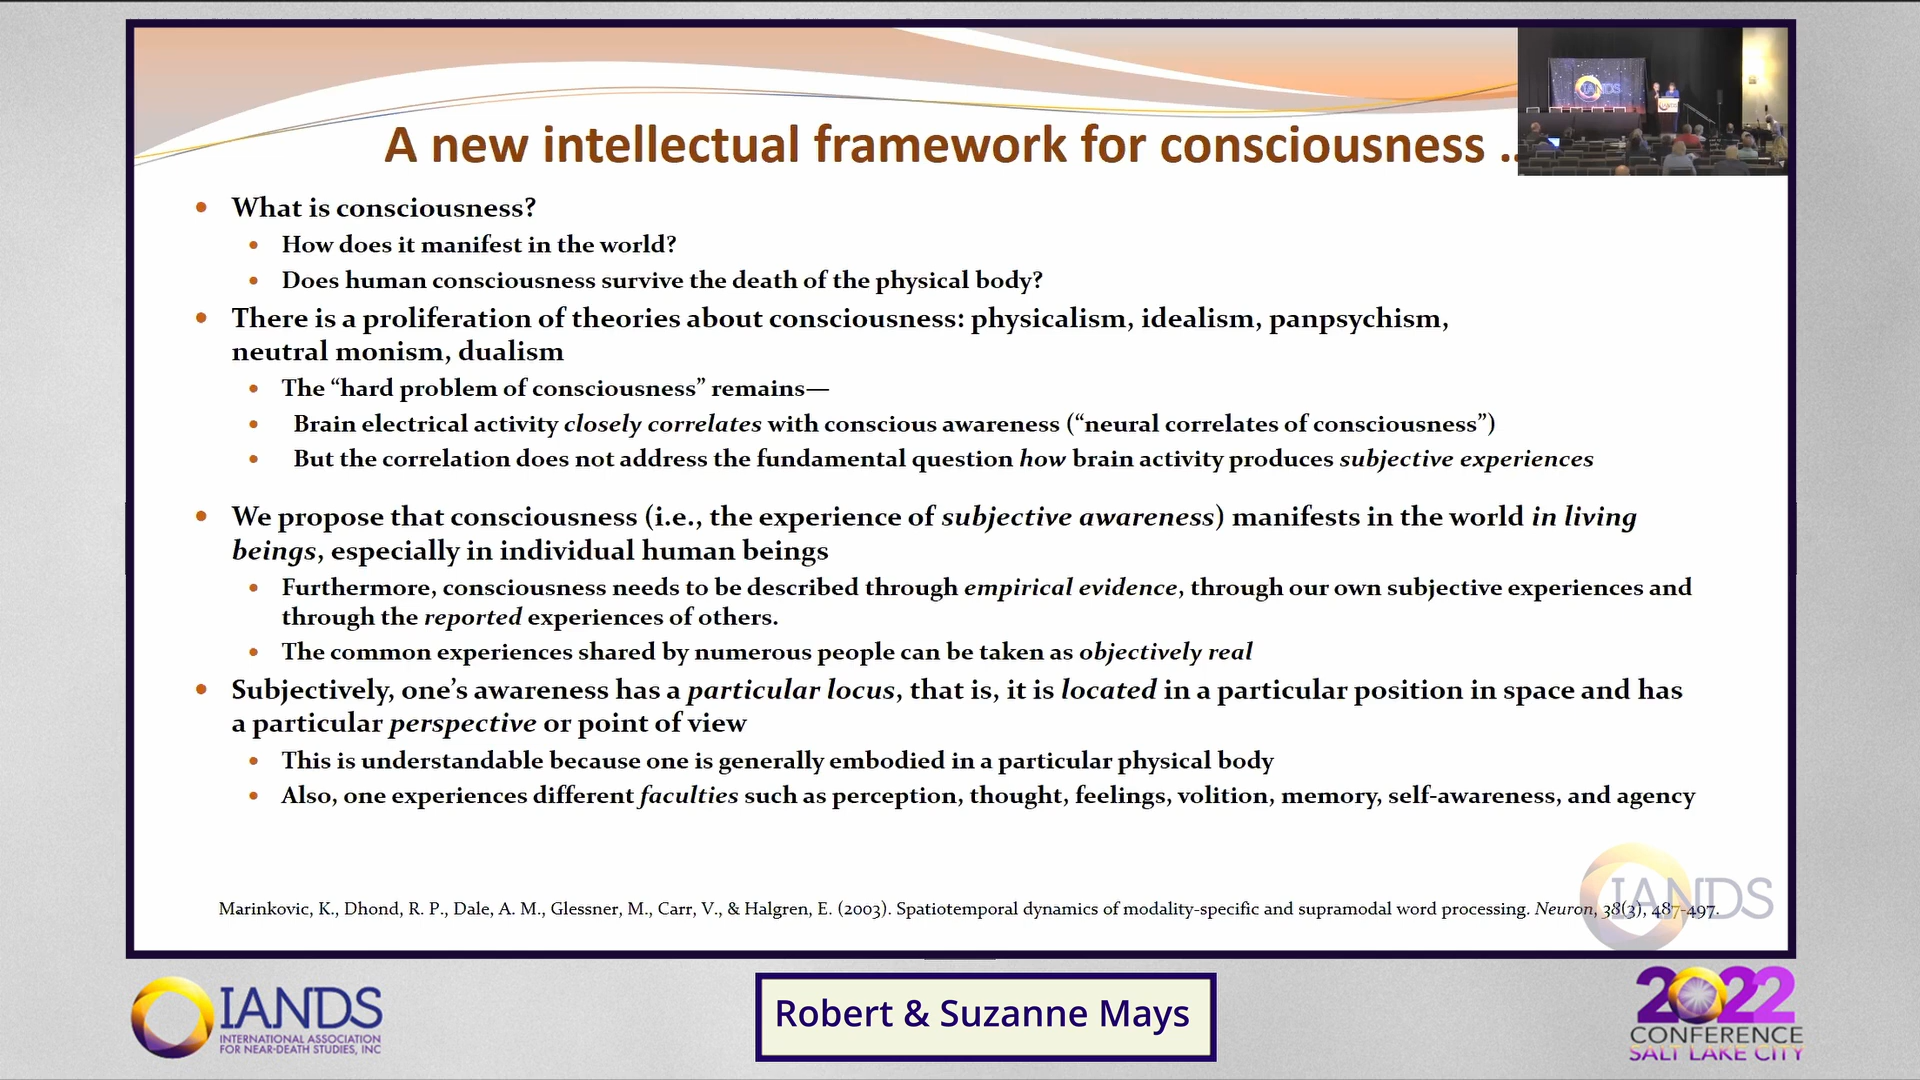 A new intellectual framework for consciousness ..
IANDS
• What is consciousness?
• How does it manifest in the world?
• Does human consciousness survive the death of the physical body?
• There is a proliferation of theories about consciousness: physicalism, idealism, panpsychism,
neutral monism, dualism
• The “hard problem of consciousness” remains—
• Brain electrical activity closely correlates with conscious awareness (“neural correlates of consciousness”)
• But the correlation does not address the fundamental question how brain activity produces subjective experiences
• We propose that consciousness (i.e., the experience of subjective awareness) manifests in the world in living
beings, especially in individual human beings
• Furthermore, consciousness needs to be described through empirical evidence, through our own subjective experiences and
through the reported experiences of others.
• The common experiences shared by numerous people can be taken as objectively real
• Subjectively, one’s awareness has a particular locus, that is, it is located in a particular position in space and has
a particular perspective or point of view
• This is understandable because one is generally embodied in a particular physical body
• Also, one experiences different faculties such as perception, thought, feelings, volition, memory, self-awareness, and agency
Marinkovic, K., Dhond, R. P., Dale, A. M., Glessner, M., Carr, V., & Halgren, E. (2003). Spatiotemporal dynamics of modality-specific and supramodal word processing. Neuron, 38(3), 487-497.
IANDS
IANDS
INTERNATIONAL ASSOCIATION
FOR NEAR-DEATH STUDIES, INC
Robert & Suzanne Mays
2022
CONFERENCE
SALT LAKE CITY